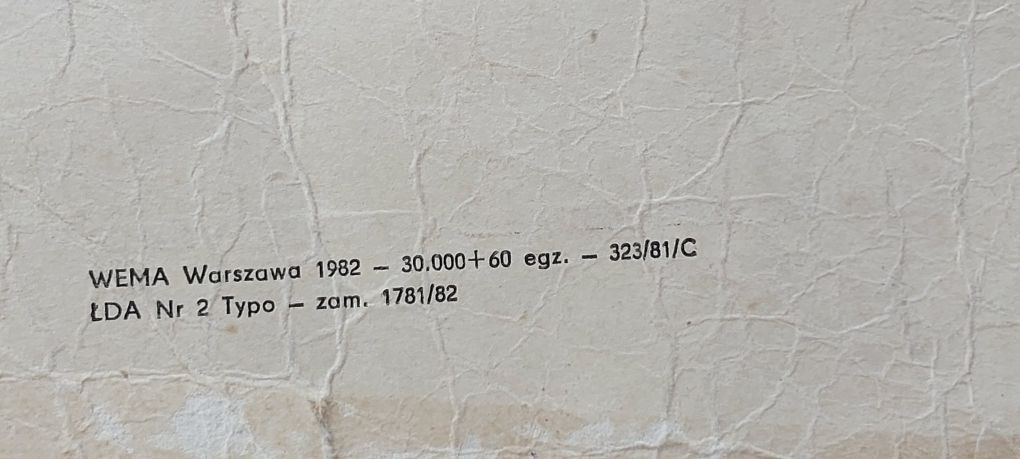 WEMA Warszawa 1982 – 30.000+60 egz. – 323/81/C
ŁDA Nr 2 Typo – zam. 1781/82